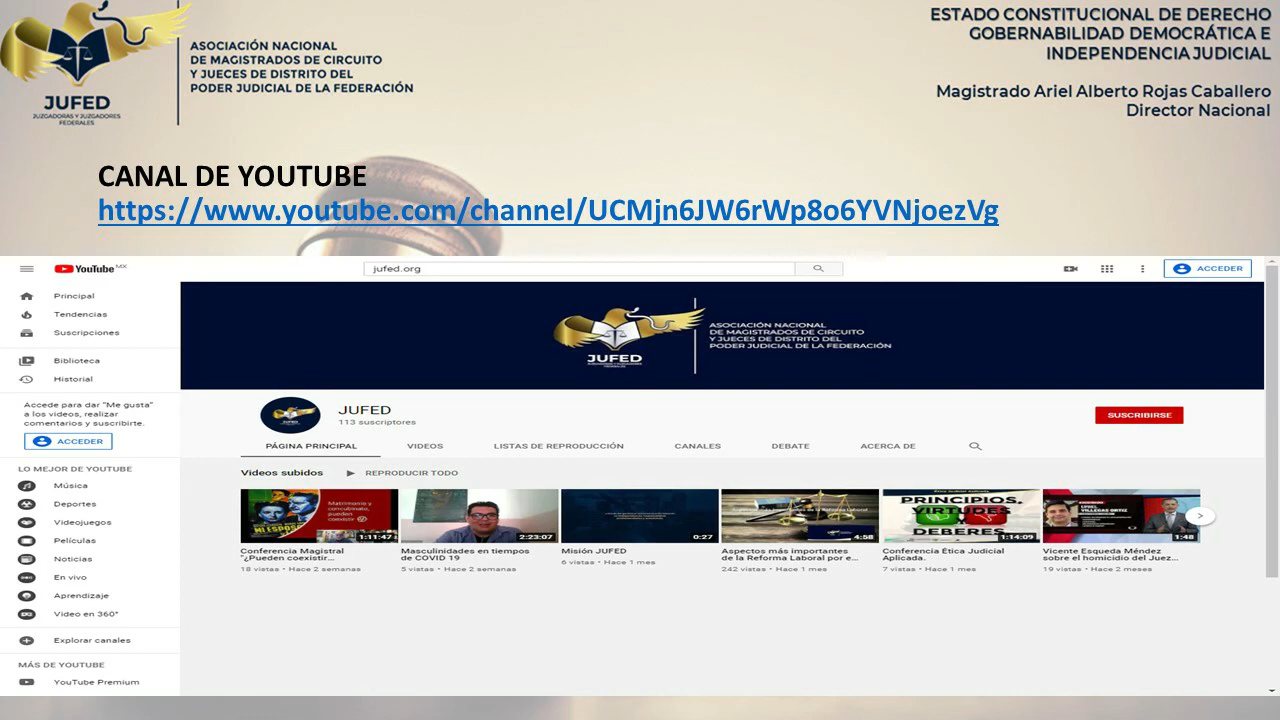 JUFED
JUZGADORAS Y JUZGADORES
FEDERALES
ASOCIACIÓN NACIONAL
DE MAGISTRADOS DE CIRCUITO
Y JUECES DE DISTRITO DEL
PODER JUDICIAL DE LA FEDERACIÓN
ESTADO CONSTITUCIONAL DE DERECHO
GOBERNABILIDAD DEMOCRÁTICA E
INDEPENDENCIA JUDICIAL
Magistrado Ariel Alberto Rojas Caballero
Director Nacional
CANAL DE YOUTUBE
https://www.youtube.com/channel/UCMjn6JW6rWp8o6YVNjoezVg
YouTube MX
jufed.org
ACCEDER
Principal
Tendencias
Suscripciones
Biblioteca
Historial
Accede para dar "Me gusta"
a los videos, realizar
comentarios y suscribirte.
ACCEDER
LO MEJOR DE YOUTUBE
Música
Deportes
Videojuegos
Películas
Noticias
En vivo
Aprendizaje
Video en 360°
Explorar canales
MÁS DE YOUTUBE
YouTube Premium
JUFED
ASOCIACIÓN NACIONAL
DE MAGISTRADOS DE CIRCUITO
Y JUECES DE DISTRITO DEL
PODER JUDICIAL DE LA FEDERACIÓN
JUFED
113 suscriptores
SUSCRIBIRSE
PÁGINA PRINCIPAL VIDEOS LISTAS DE REPRODUCCIÓN CANALES DEBATE ACERCA DE
Videos subidos REPRODUCIR TODO
MI ESPOSA
Matrimonio y
concubinato,
pueden
coexistir
1:11:47
Conferencia Magistral
"¿Pueden coexistir...
18 vistas • Hace 2 semanas
2:23:07
Masculinidades en tiempos
de COVID 19
5 vistas • Hace 2 semanas
0:27
Misión JUFED
6 vistas • Hace 1 mes
4:58
Aspectos más importantes
de la Reforma Laboral por e...
242 vistas • Hace 1 mes
PRINCIPIOS,
VIRTUDES
DEBERES
1:14:09
Conferencia Ética Judicial
Aplicada.
7 vistas • Hace 1 mes
1:48
Vicente Esqueda Méndez
sobre el homicidio del Juez...
19 vistas • Hace 2 meses